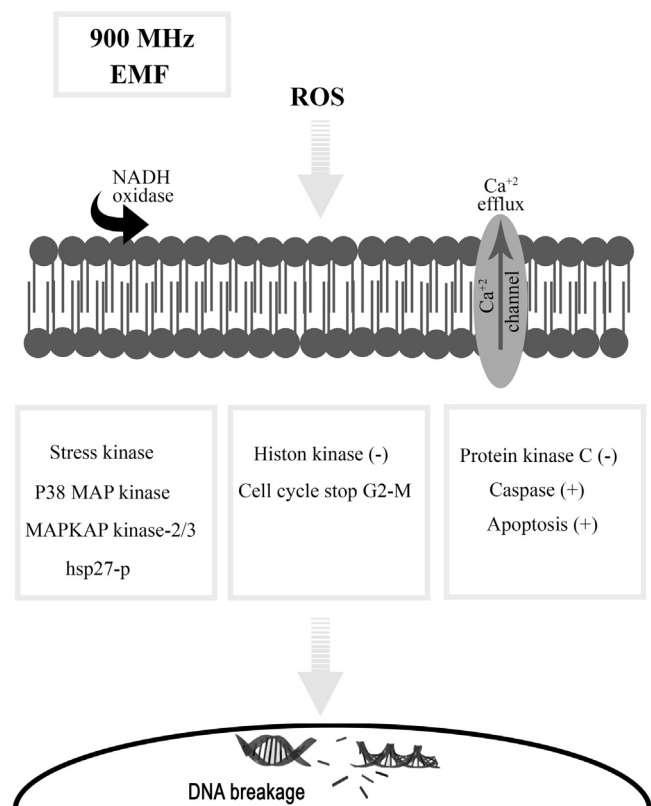 900 MHz
EMF
ROS
NADH
oxidase
Ca+2
efflux
Ca+2
channel
Stress kinase
P38 MAP kinase
MAPKAP kinase-2/3
hsp27-p
Histon kinase (-)
Cell cycle stop G2-M
Protein kinase C (-)
Caspase (+)
Apoptosis (+)
DNA breakage